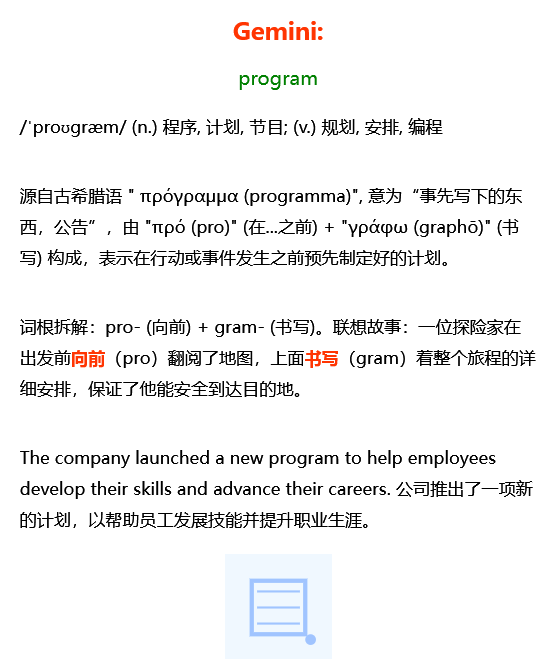 Gemini:
program
/ˈproʊɡræm/ (n.) 程序, 计划, 节目; (v.) 规划, 安排, 编程
源自古希腊语 " πρόγραμμα (programma)", 意为“事先写下的东
西，公告”，由 "πρό (pro)" (在...之前) + "γράφω (graphō)" (书
写) 构成，表示在行动或事件发生之前预先制定好的计划。
词根拆解：pro- (向前) + gram- (书写)。联想故事：一位探险家在
出发前向前（pro）翻阅了地图，上面书写（gram）着整个旅程的详
细安排，保证了他能安全到达目的地。
The company launched a new program to help employees
develop their skills and advance their careers. 公司推出了一项新
的计划，以帮助员工发展技能并提升职业生涯。